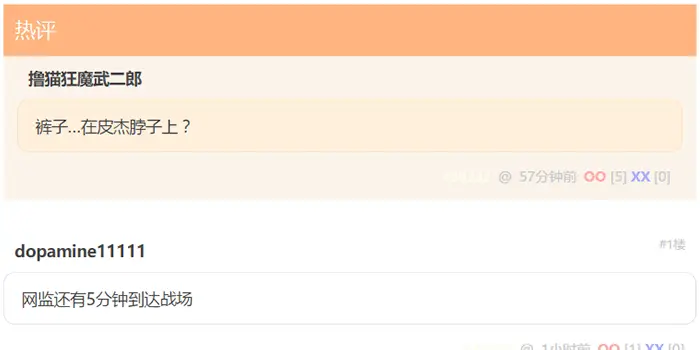 热评
撸猫狂魔武二郎
裤子...在皮杰脖子上？
@ 57分钟前 OO [5] XX [0]
#1楼
dopamine11111
网监还有5分钟到达战场
@ 1小时前 OO [1] XX [0]